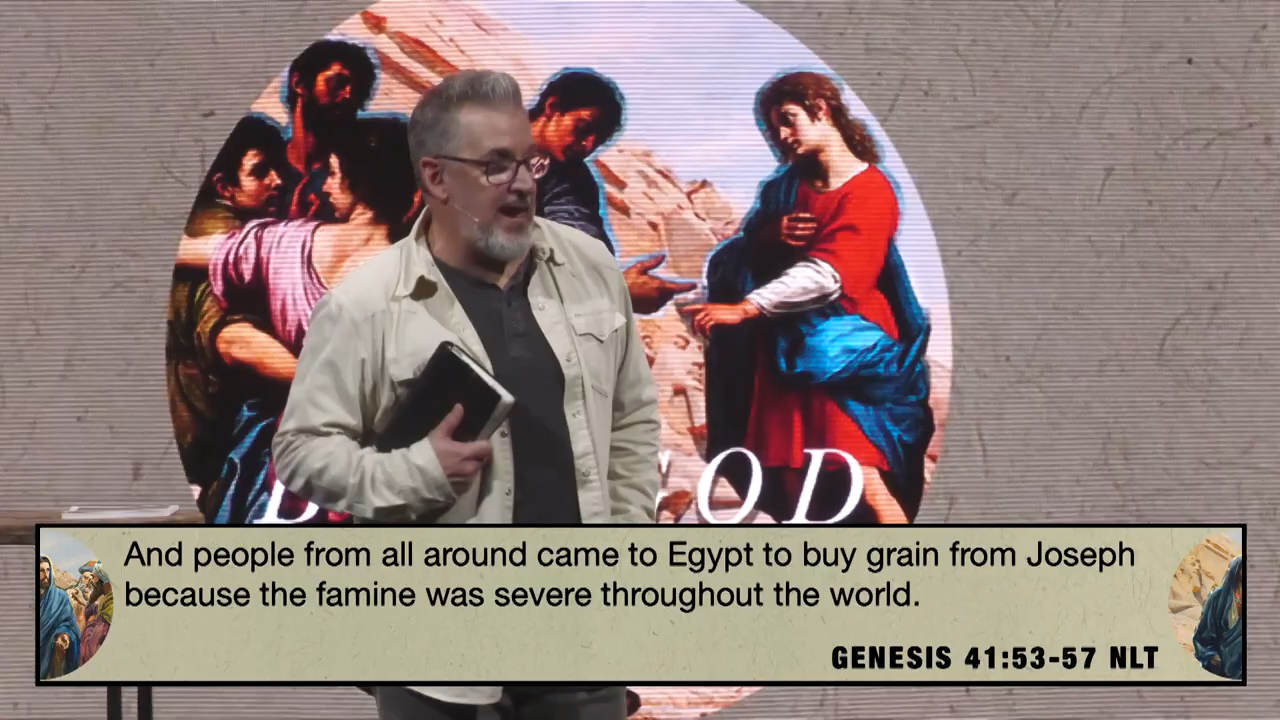 GOD
And people from all around came to Egypt to buy grain from Joseph
because the famine was severe throughout the world.
GENESIS 41:53-57 NLT